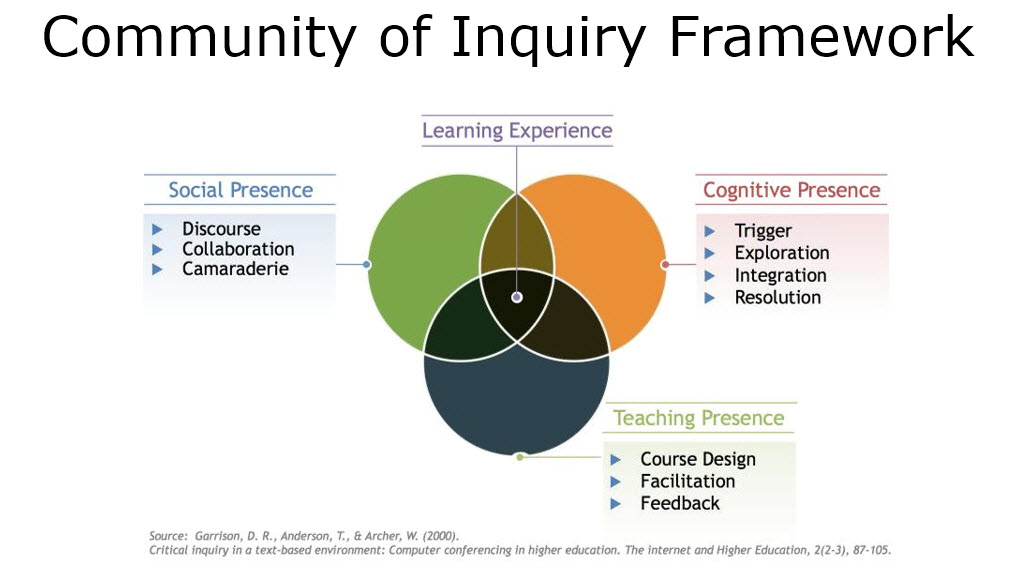 Community of Inquiry Framework
Learning Experience
Social Presence
Discourse
Collaboration
Camaraderie
Cognitive Presence
Trigger
Exploration
Integration
Resolution
Teaching Presence
Course Design
Facilitation
Feedback
Source: Garrison, D. R., Anderson, T., & Archer, W. (2000).
Critical inquiry in a text-based environment: Computer conferencing in higher education. The internet and Higher Education, 2(2-3), 87-105.